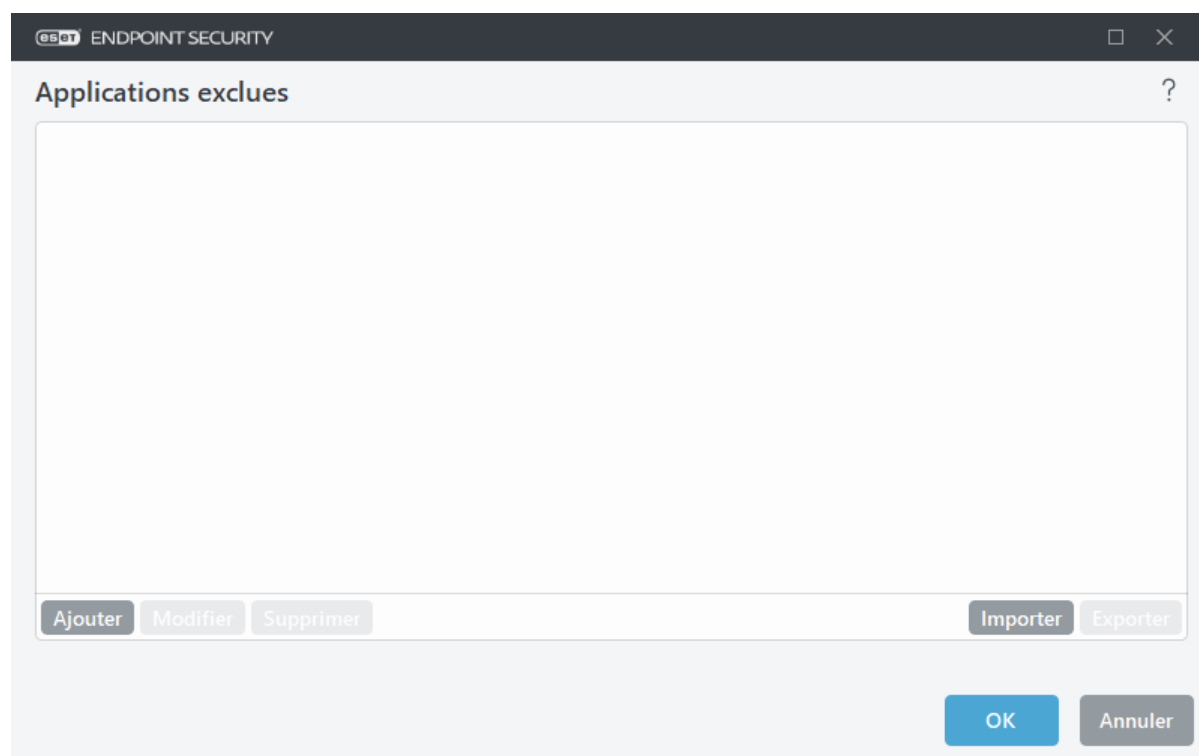 eset ENDPOINT SECURITY
Applications exclues ?
Ajouter Modifier Supprimer Importer Exporter
OK Annuler